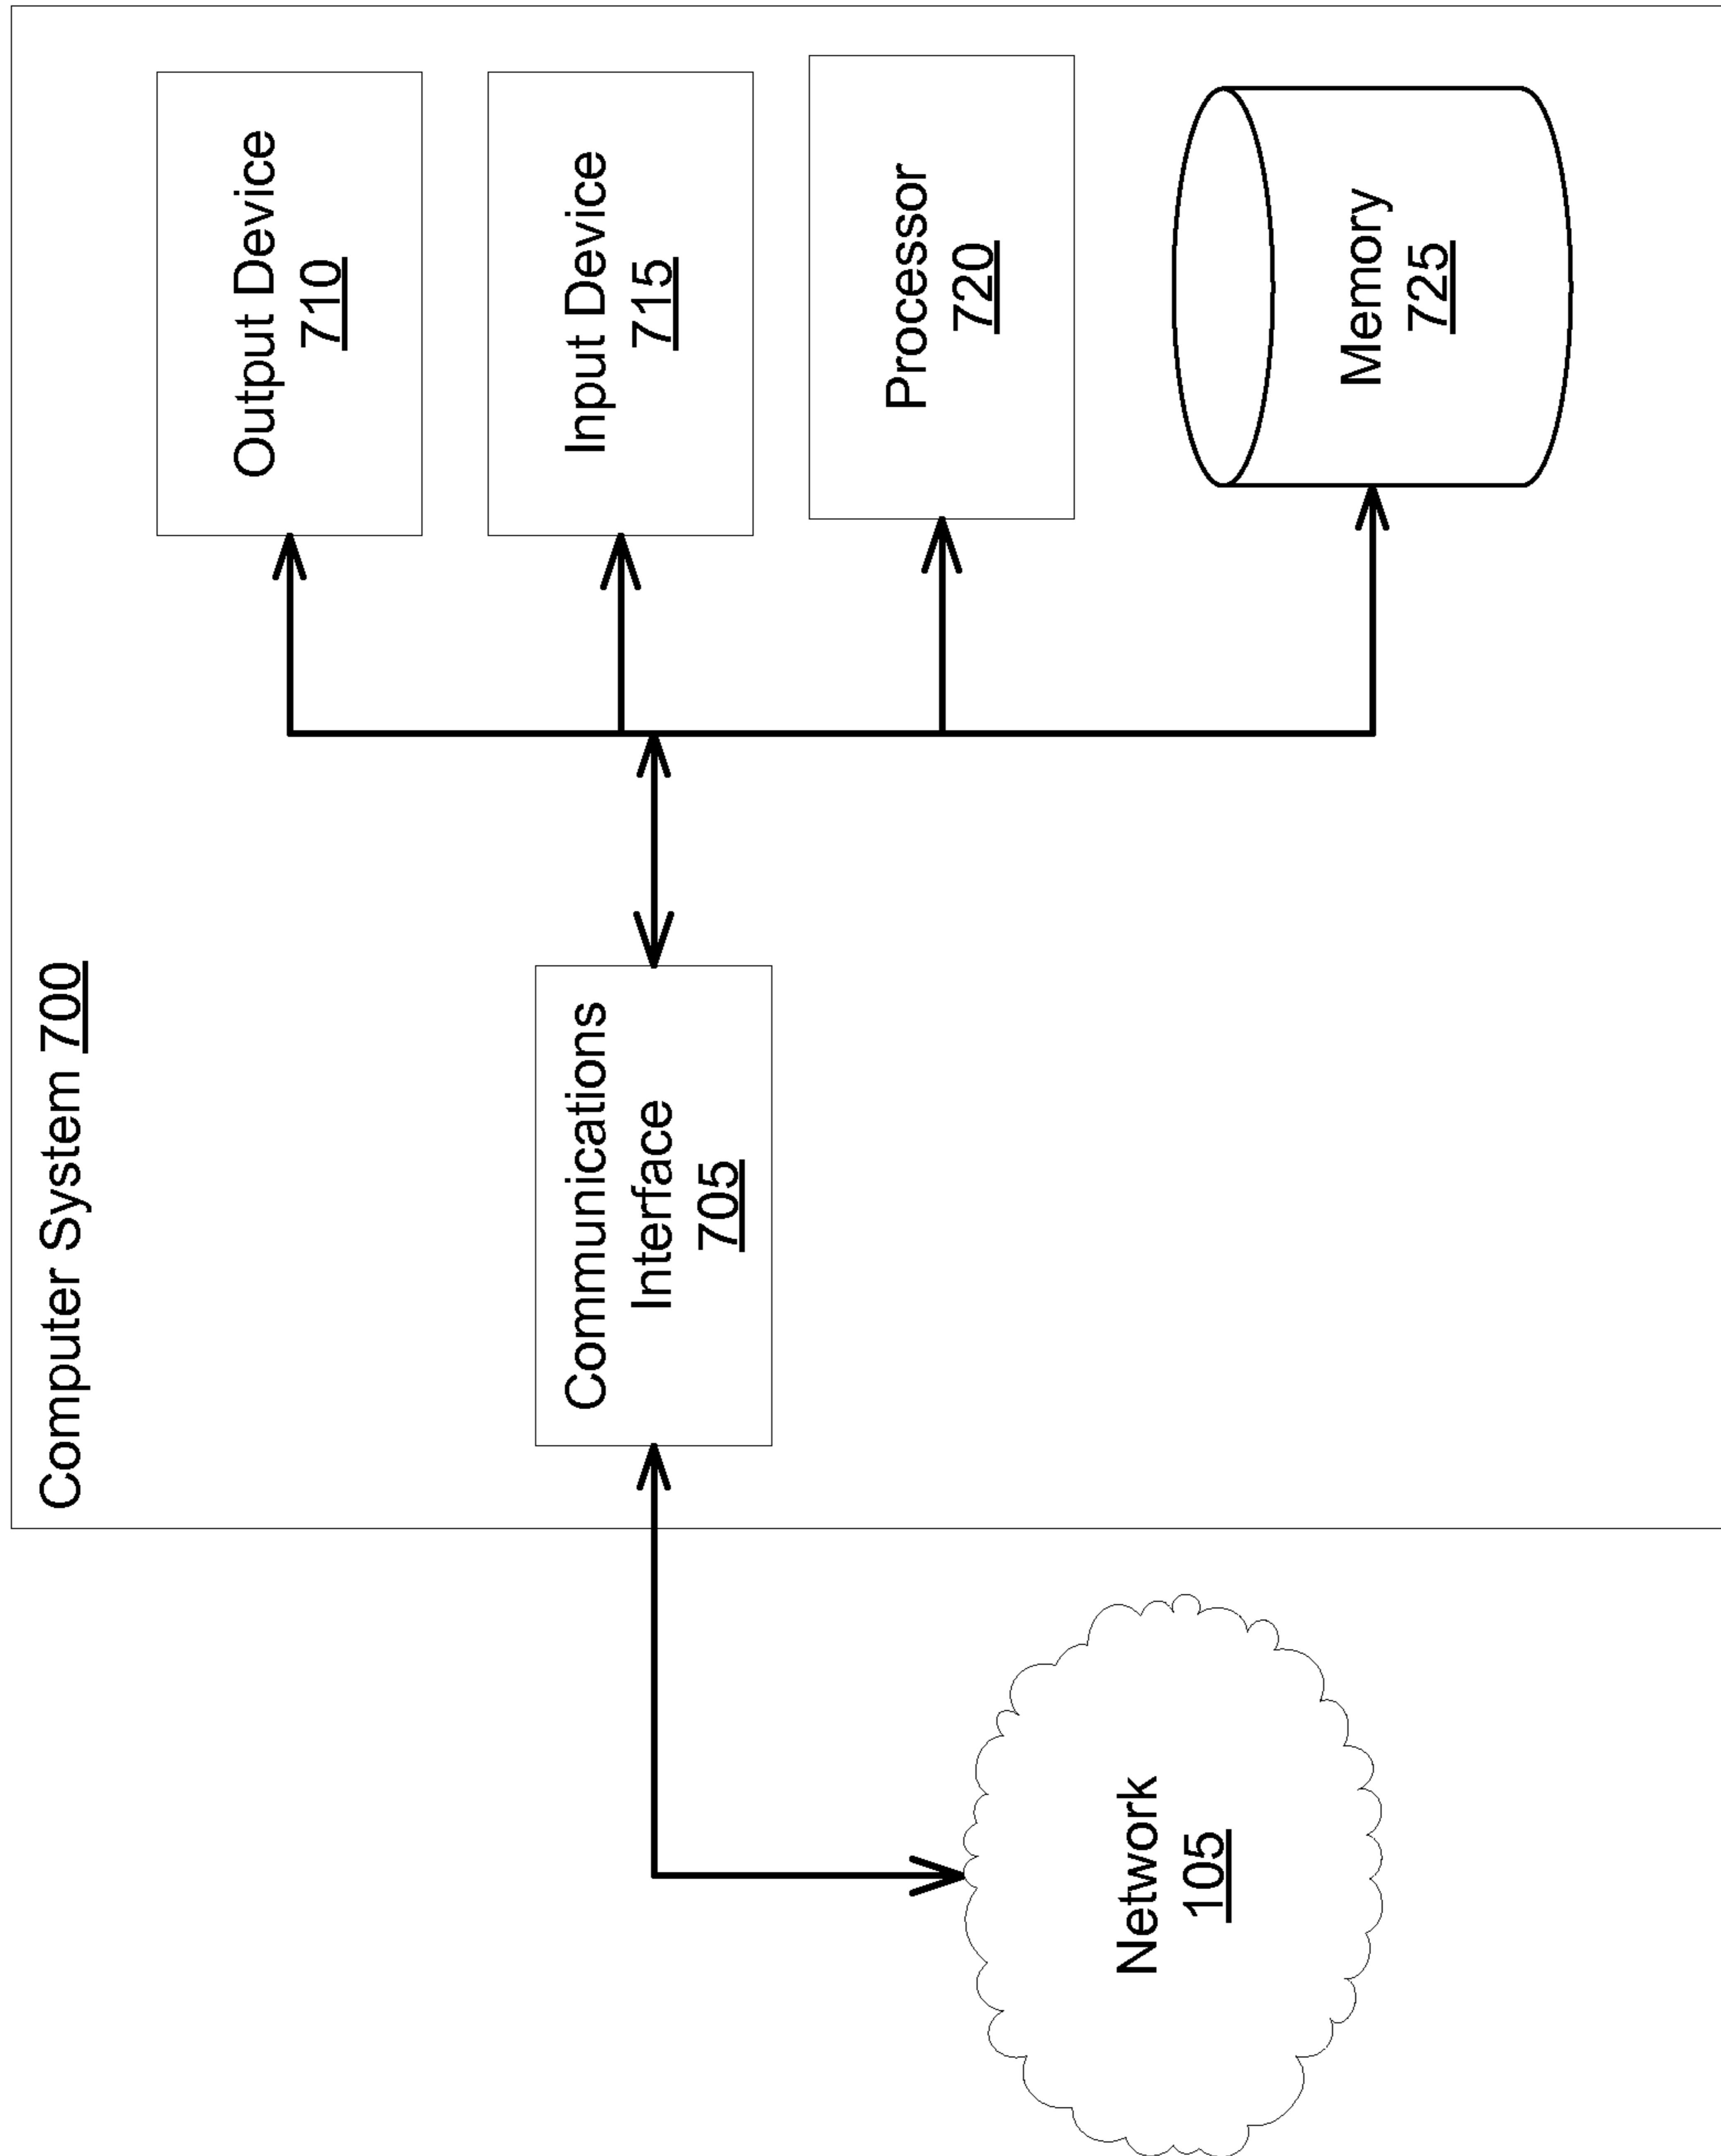 Computer System 700
Output Device
710
Input Device
715
Communications
Interface
705
Processor
720
Network
105
Memory
725